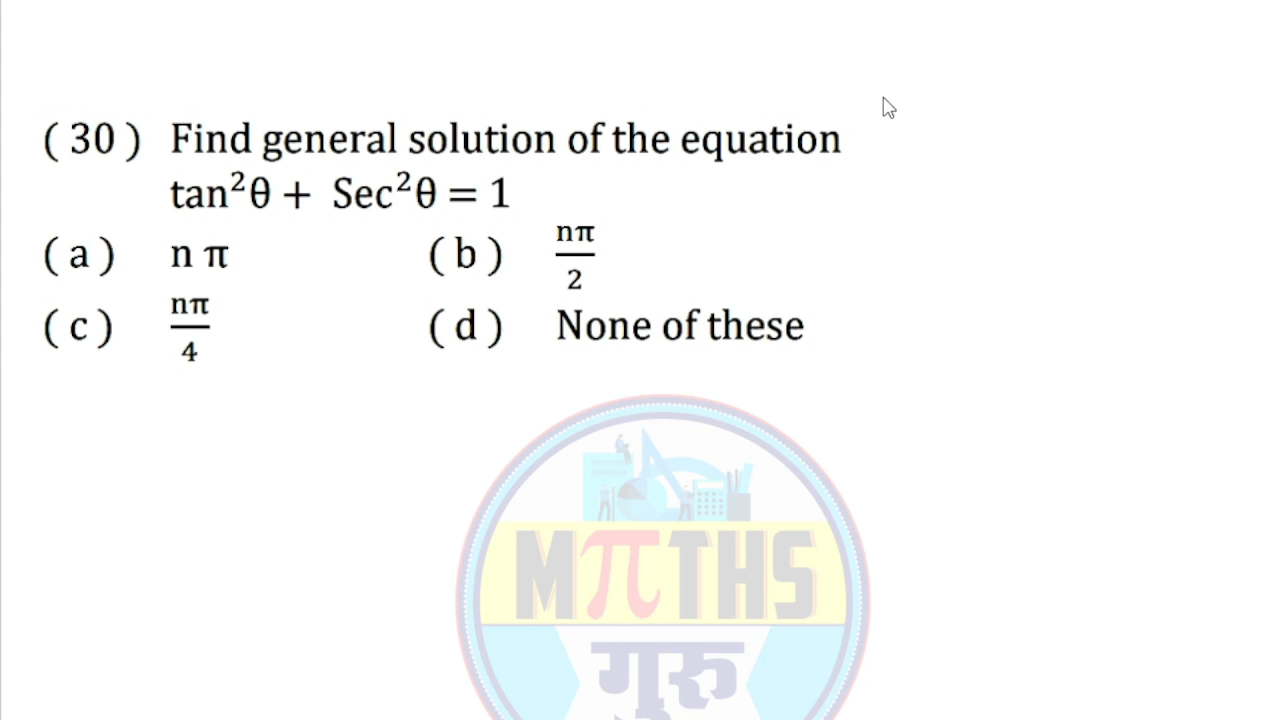 ( 30 ) Find general solution of the equation
tan²θ + Sec²θ = 1
( a ) n π ( b ) nπ/2
( c ) nπ/4 ( d ) None of these
MπTHS
गुरु